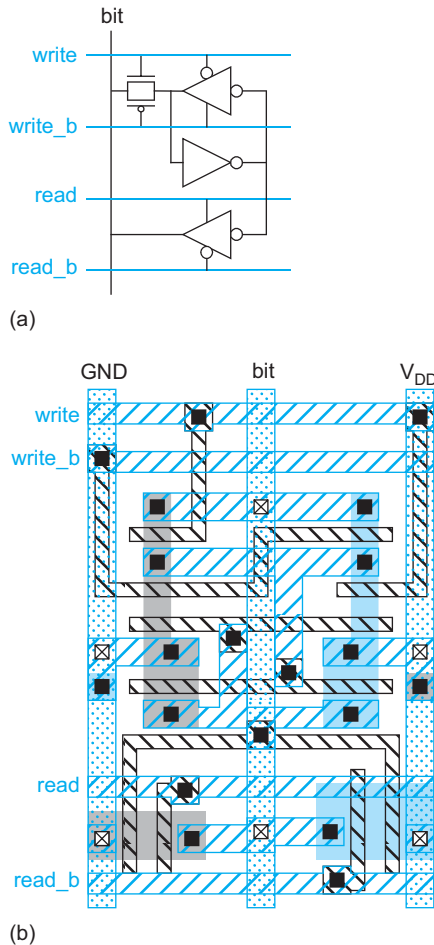 bit
write
write_b
read
read_b
(a)
GND bit VDD
write
write_b
read
read_b
(b)